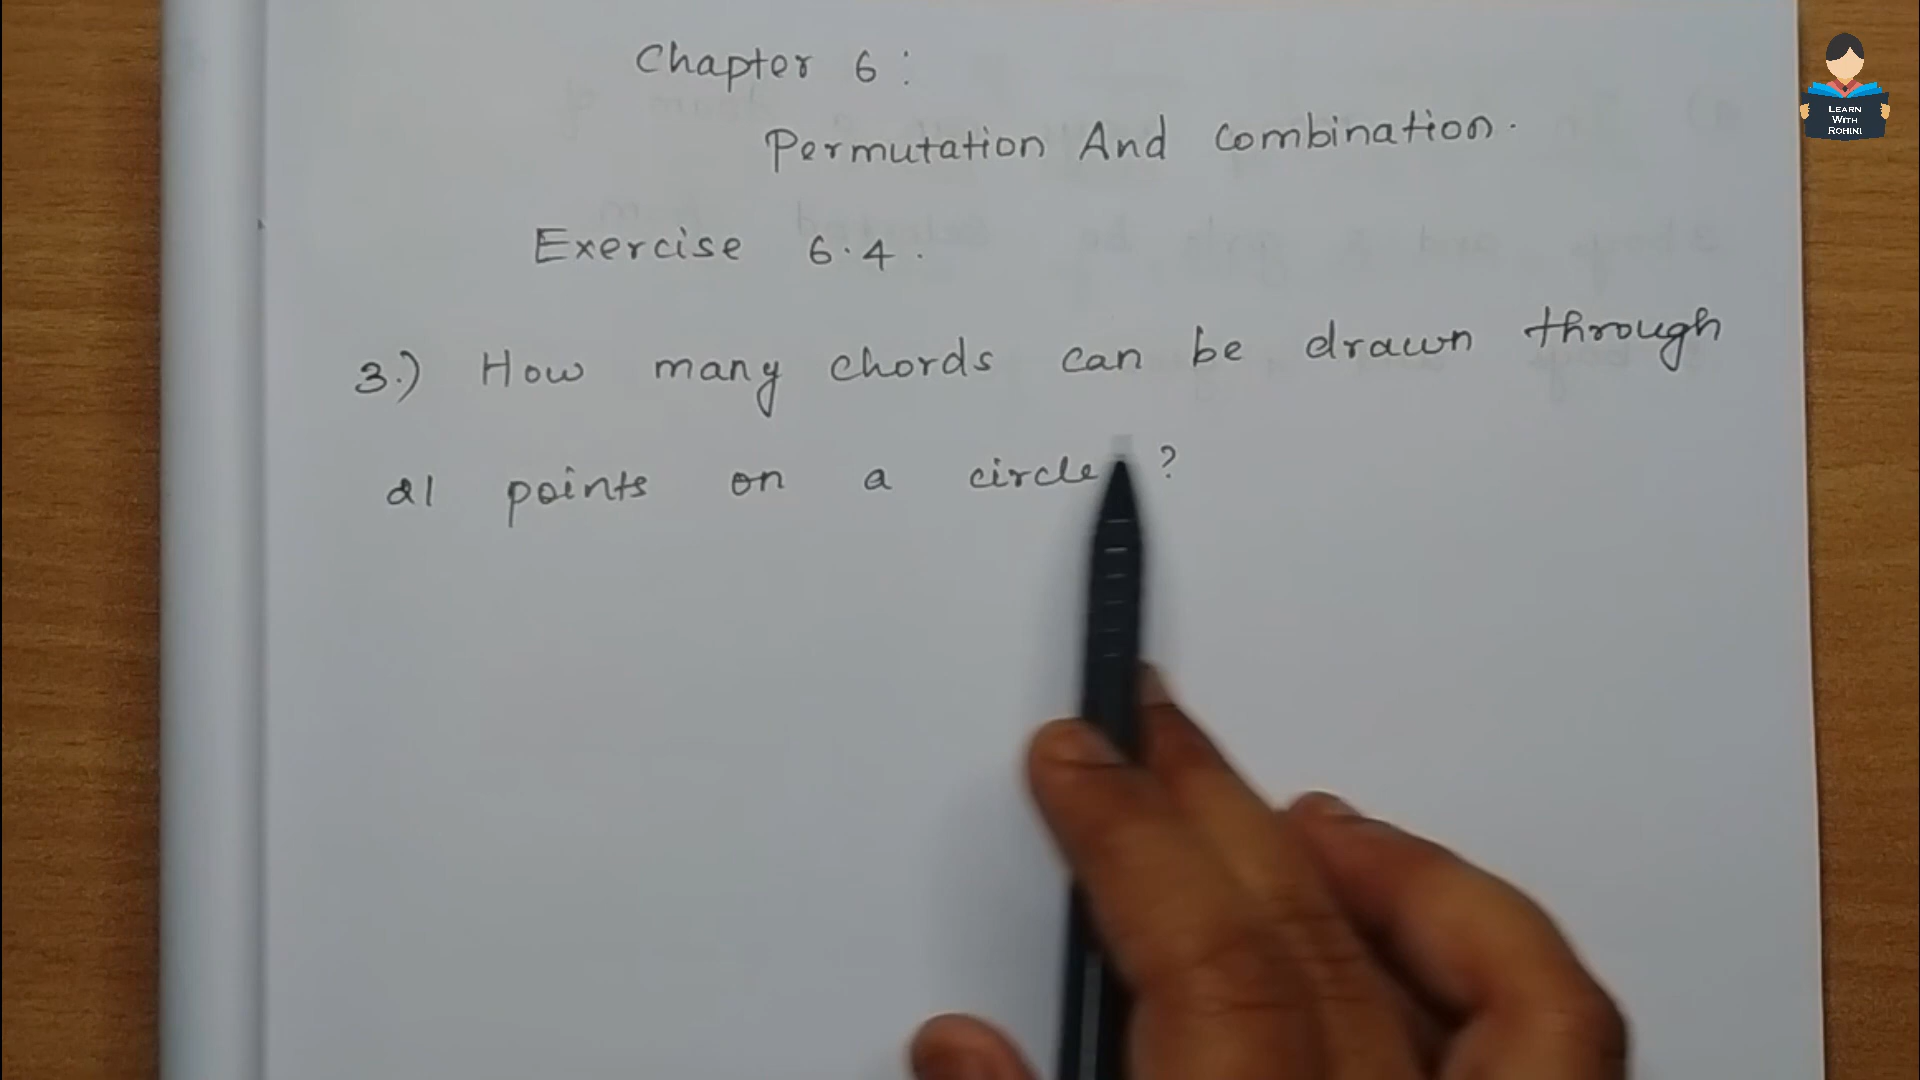 Chapter 6 :
Permutation And Combination.
Exercise 6.4.
3.) How many chords can be drawn through
21 points on a circle ?
LEARN
WITH
ROHINI